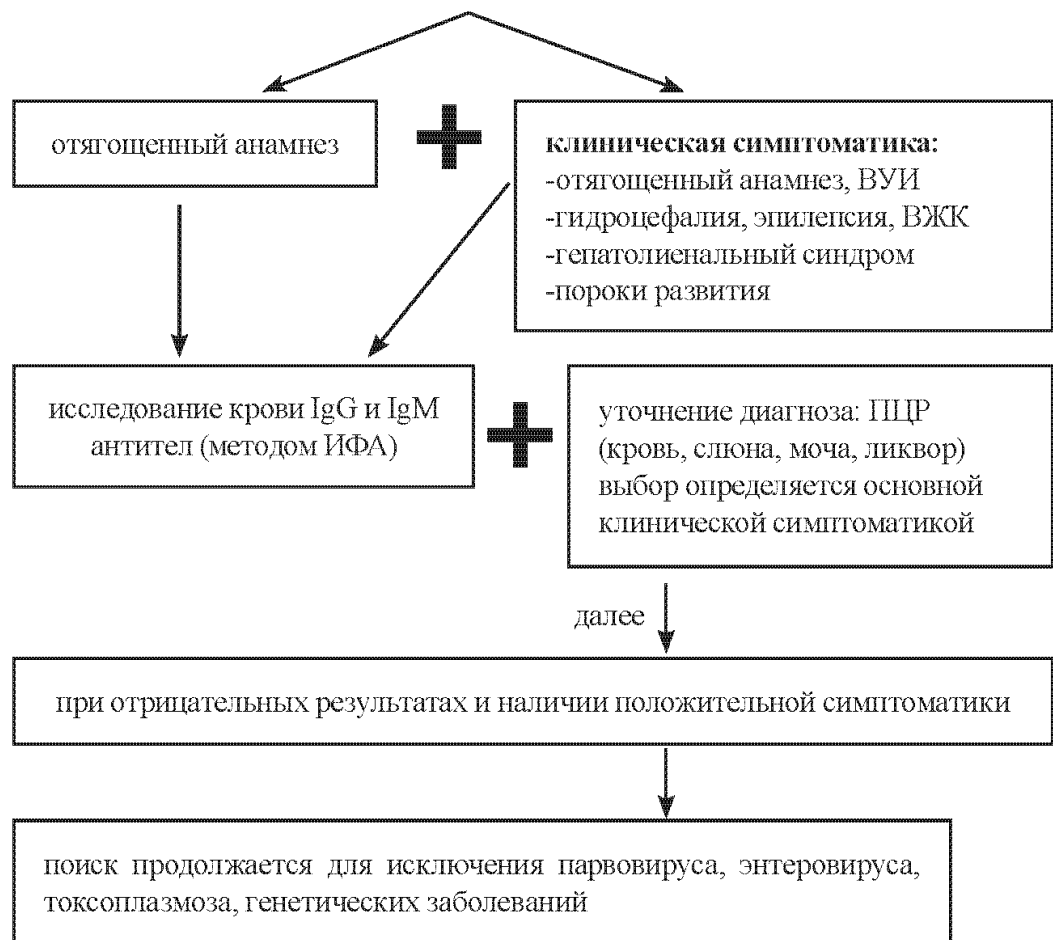 отягощенный анамнез
клиническая симптоматика:
-отягощенный анамнез, ВУИ
-гидроцефалия, эпилепсия, ВЖК
-гепатолиенальный синдром
-пороки развития
исследование крови IgG и IgM
антител (методом ИФА)
уточнение диагноза: ПЦР
(кровь, слюна, моча, ликвор)
выбор определяется основной
клинической симптоматикой
далее
при отрицательных результатах и наличии положительной симптоматики
поиск продолжается для исключения парвовируса, энтеровируса,
токсоплазмоза, генетических заболеваний